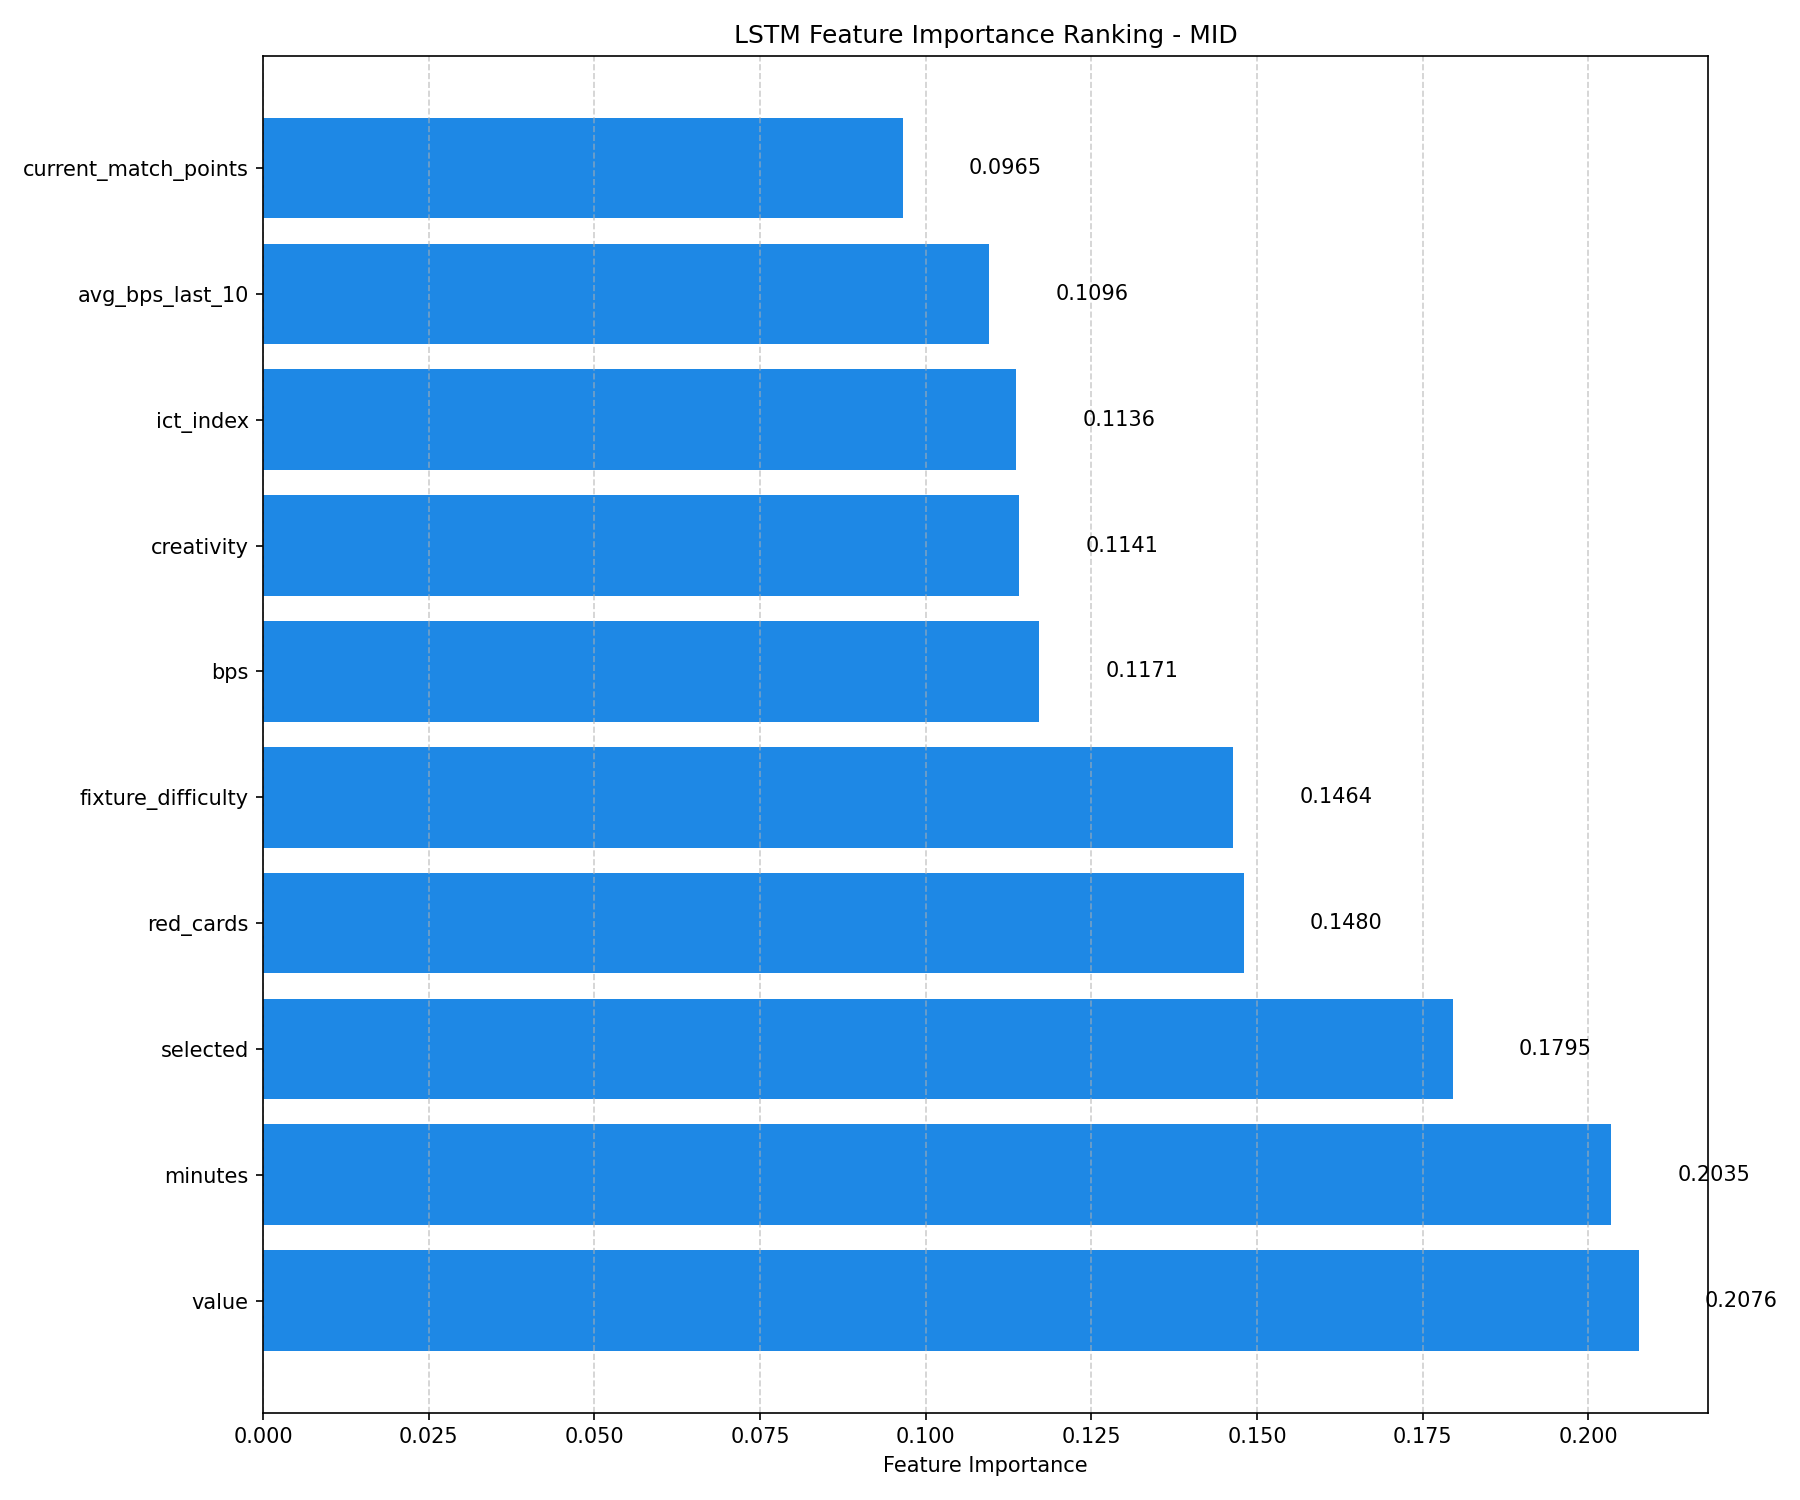 LSTM Feature Importance Ranking - MID
current_match_points 0.0965
avg_bps_last_10 0.1096
ict_index 0.1136
creativity 0.1141
bps 0.1171
fixture_difficulty 0.1464
red_cards 0.1480
selected 0.1795
minutes 0.2035
value 0.2076
0.000 0.025 0.050 0.075 0.100 0.125 0.150 0.175 0.200
Feature Importance